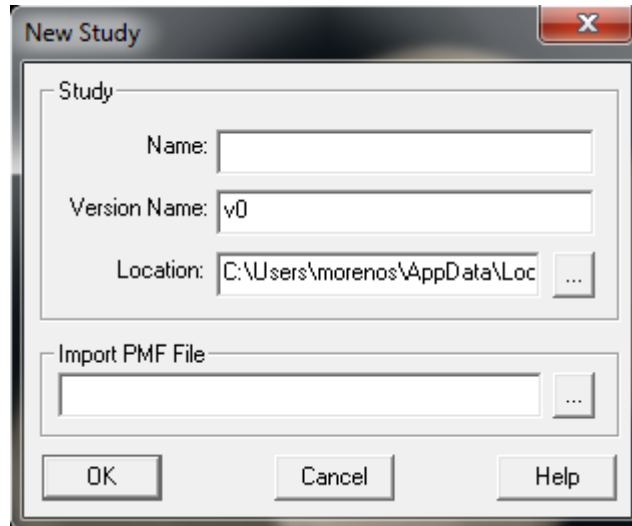 New Study
Study
Name:
Version Name: v0
Location: C:\Users\morenos\AppData\Loc ...
Import PMF File
...
OK Cancel Help